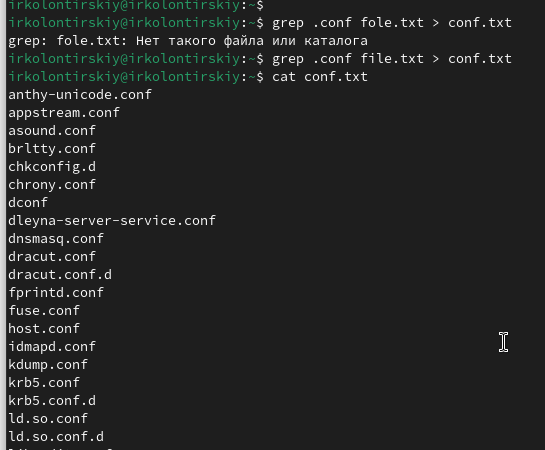 irkolontirskiy@irkolontirskiy:~$
irkolontirskiy@irkolontirskiy:~$ grep .conf fole.txt > conf.txt
grep: fole.txt: Нет такого файла или каталога
irkolontirskiy@irkolontirskiy:~$ grep .conf file.txt > conf.txt
irkolontirskiy@irkolontirskiy:~$ cat conf.txt
anthy-unicode.conf
appstream.conf
asound.conf
brltty.conf
chkconfig.d
chrony.conf
dconf
dleyna-server-service.conf
dnsmasq.conf
dracut.conf
dracut.conf.d
fprintd.conf
fuse.conf
host.conf
idmapd.conf
kdump.conf
krb5.conf
krb5.conf.d
ld.so.conf
ld.so.conf.d